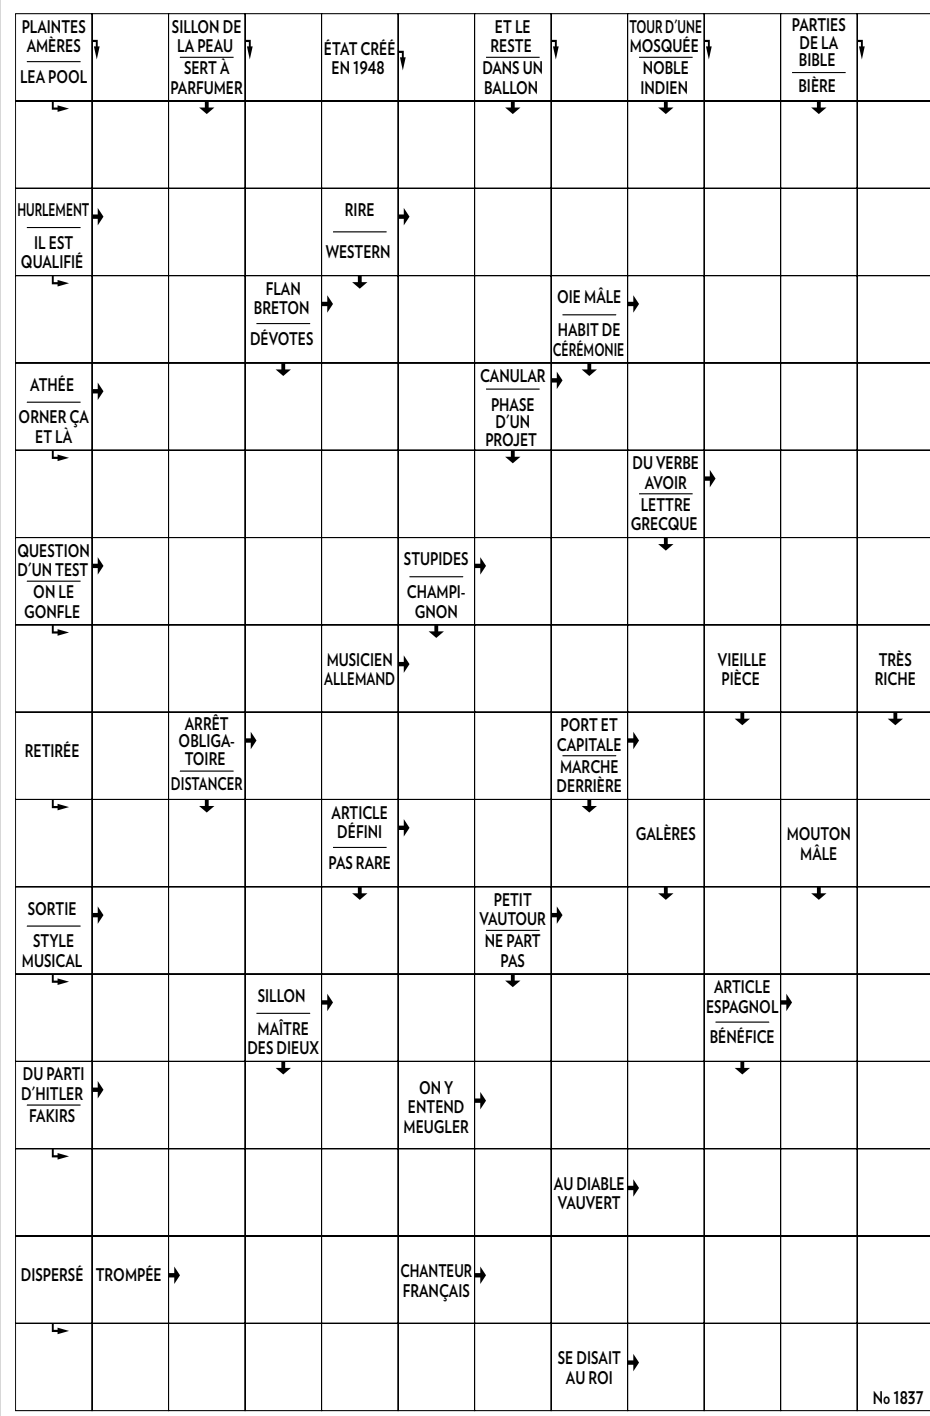 PLAINTES
AMÈRES
LEA POOL
SILLON DE
LA PEAU
SERT À
PARFUMER
ÉTAT CRÉÉ
EN 1948
ET LE
RESTE
DANS UN
BALLON
TOUR D'UNE
MOSQUÉE
NOBLE
INDIEN
PARTIES
DE LA
BIBLE
BIÈRE
HURLEMENT
IL EST
QUALIFIÉ
RIRE
WESTERN
FLAN
BRETON
DÉVOTES
OIE MÂLE
HABIT DE
CÉRÉMONIE
ATHÉE
ORNER ÇA
ET LÀ
CANULAR
PHASE
D'UN
PROJET
DU VERBE
AVOIR
LETTRE
GRECQUE
QUESTION
D'UN TEST
ON LE
GONFLE
STUPIDES
CHAMPI-
GNON
MUSICIEN
ALLEMAND
VIEILLE
PIÈCE
TRÈS
RICHE
RETIRÉE
ARRÊT
OBLIGA-
TOIRE
DISTANCER
PORT ET
CAPITALE
MARCHE
DERRIÈRE
ARTICLE
DÉFINI
PAS RARE
GALÈRES
MOUTON
MÂLE
SORTIE
STYLE
MUSICAL
PETIT
VAUTOUR
NE PART
PAS
SILLON
MAÎTRE
DES DIEUX
ARTICLE
ESPAGNOL
BÉNÉFICE
DU PARTI
D'HITLER
FAKIRS
ON Y
ENTEND
MEUGLER
AU DIABLE
VAUVERT
DISPERSÉ
TROMPÉE
CHANTEUR
FRANÇAIS
SE DISAIT
AU ROI
No 1837